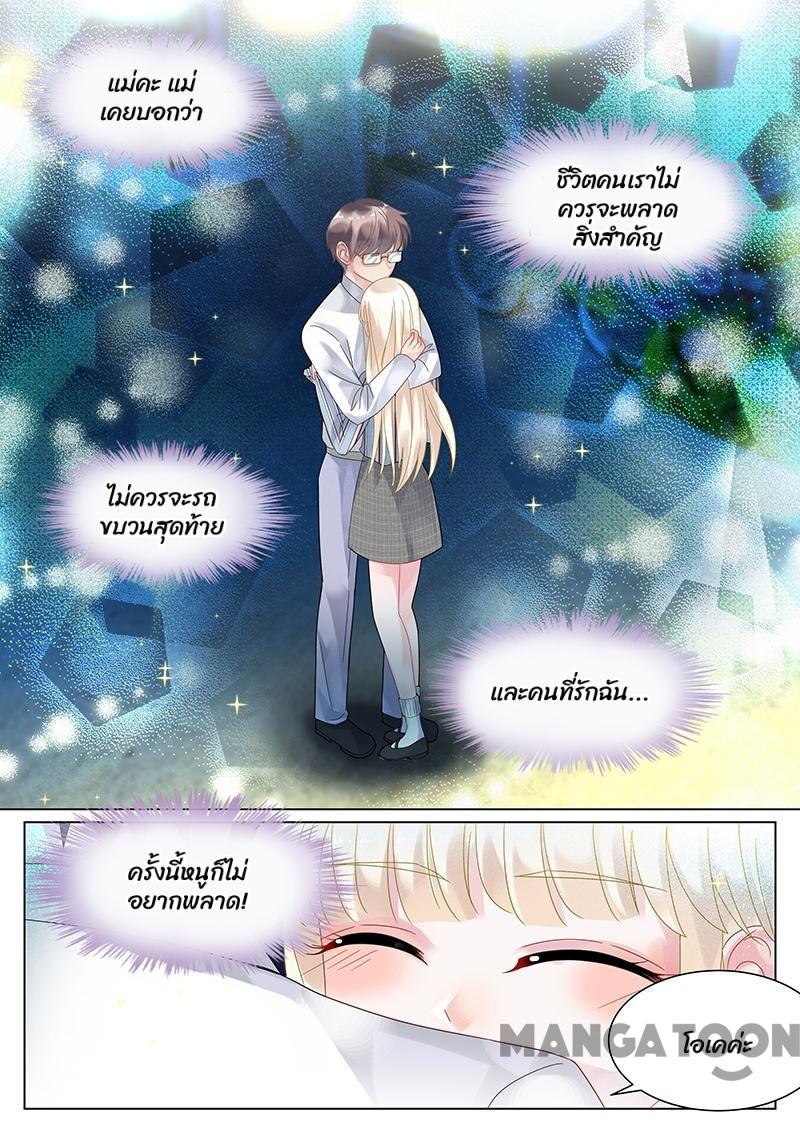 แม่คะ แม่
เคยบอกว่า
ชีวิตคนเราไม่
ควรจะพลาด
สิ่งสำคัญ
ไม่ควรจะรถ
ขบวนสุดท้าย
และคนที่รักฉัน...
ครั้งนี้หนูก็ไม่
อยากพลาด!
โอเคค่ะ
MANGATOON